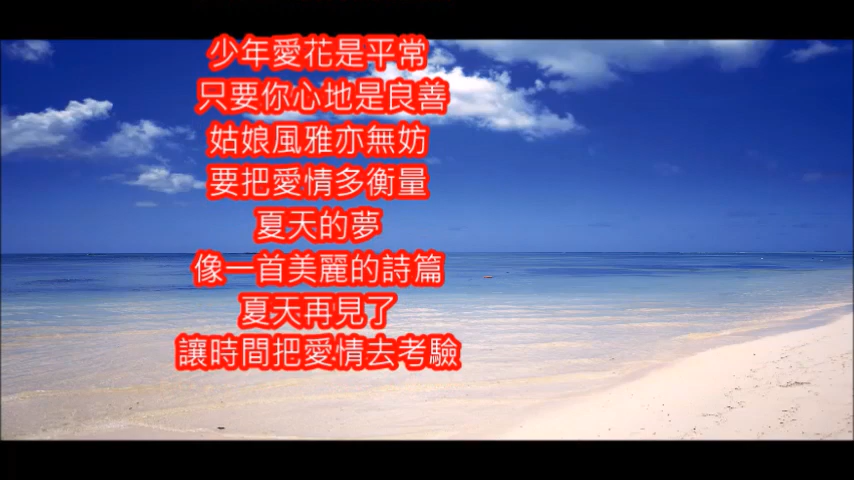 少年愛花是平常
只要你心地是良善
姑娘風雅亦無妨
要把愛情多衡量
夏天的夢
像一首美麗的詩篇
夏天再見了
讓時間把愛情去考驗